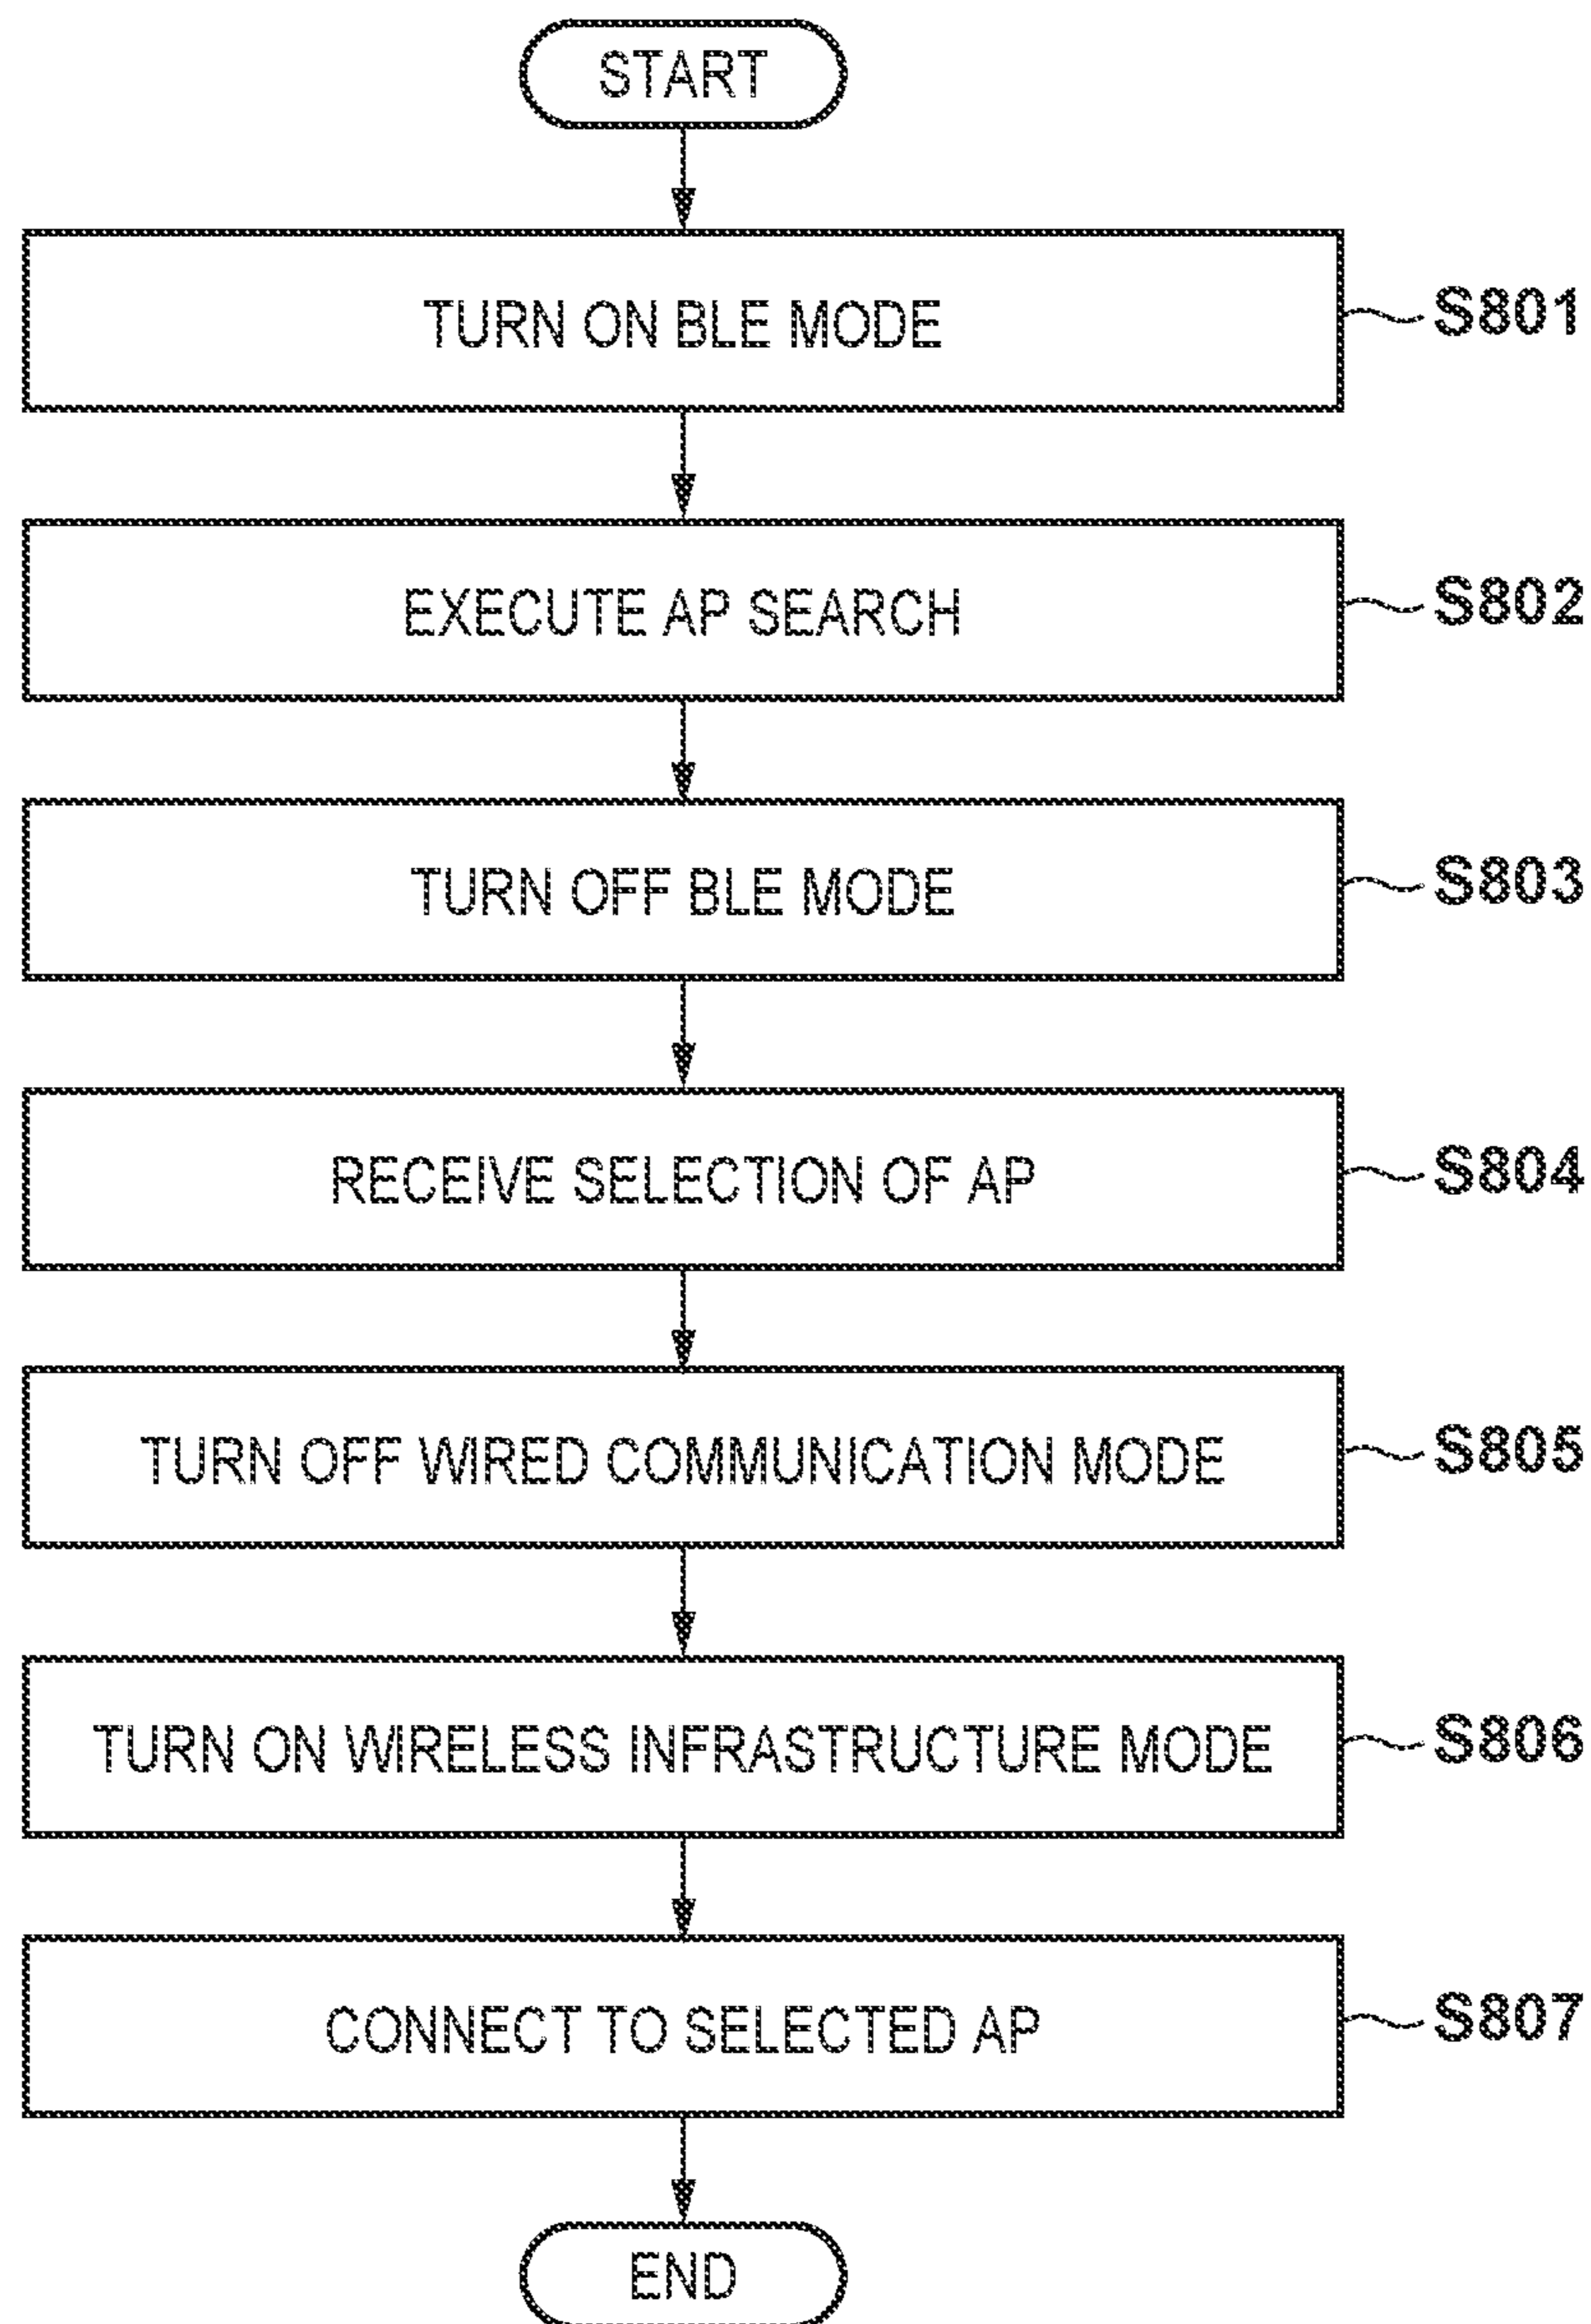 START
TURN ON BLE MODE
S801
EXECUTE AP SEARCH
S802
TURN OFF BLE MODE
S803
RECEIVE SELECTION OF AP
S804
TURN OFF WIRED COMMUNICATION MODE
S805
TURN ON WIRELESS INFRASTRUCTURE MODE
S806
CONNECT TO SELECTED AP
S807
END